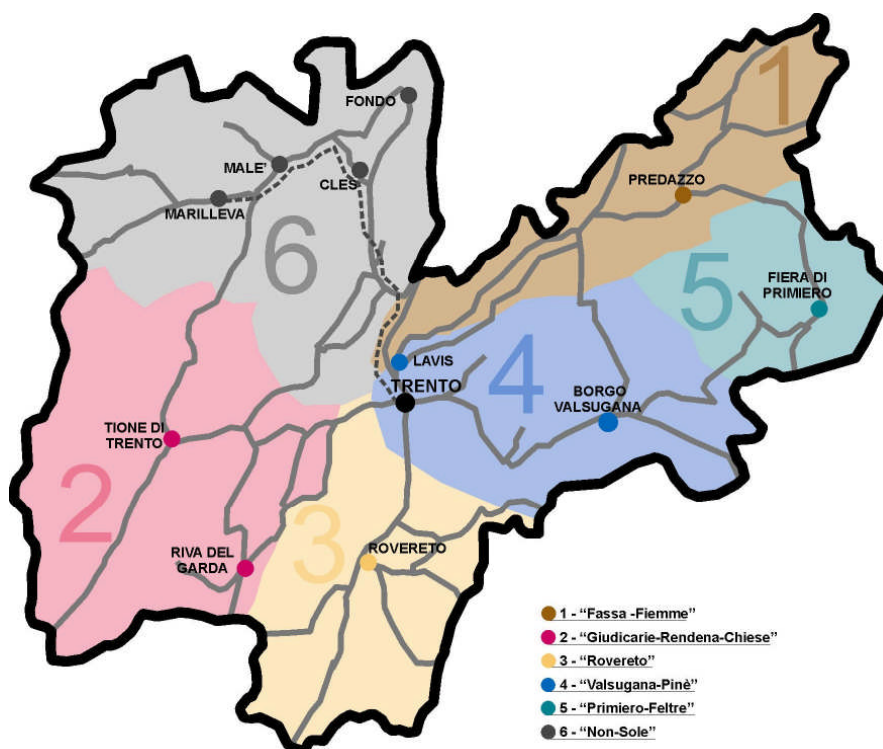 1
FONDO
MALE'
CLES
PREDAZZO
MARILLEVA
6
5
FIERA DI
PRIMIERO
LAVIS
4
TRENTO
BORGO
VALSUGANA
TIONE DI
TRENTO
2
3
RIVA DEL
GARDA
ROVERETO
1 - “Fassa -Fiemme”
2 - “Giudicarie-Rendena-Chiese”
3 - “Rovereto”
4 - “Valsugana-Pinè”
5 - “Primiero-Feltre”
6 - “Non-Sole”